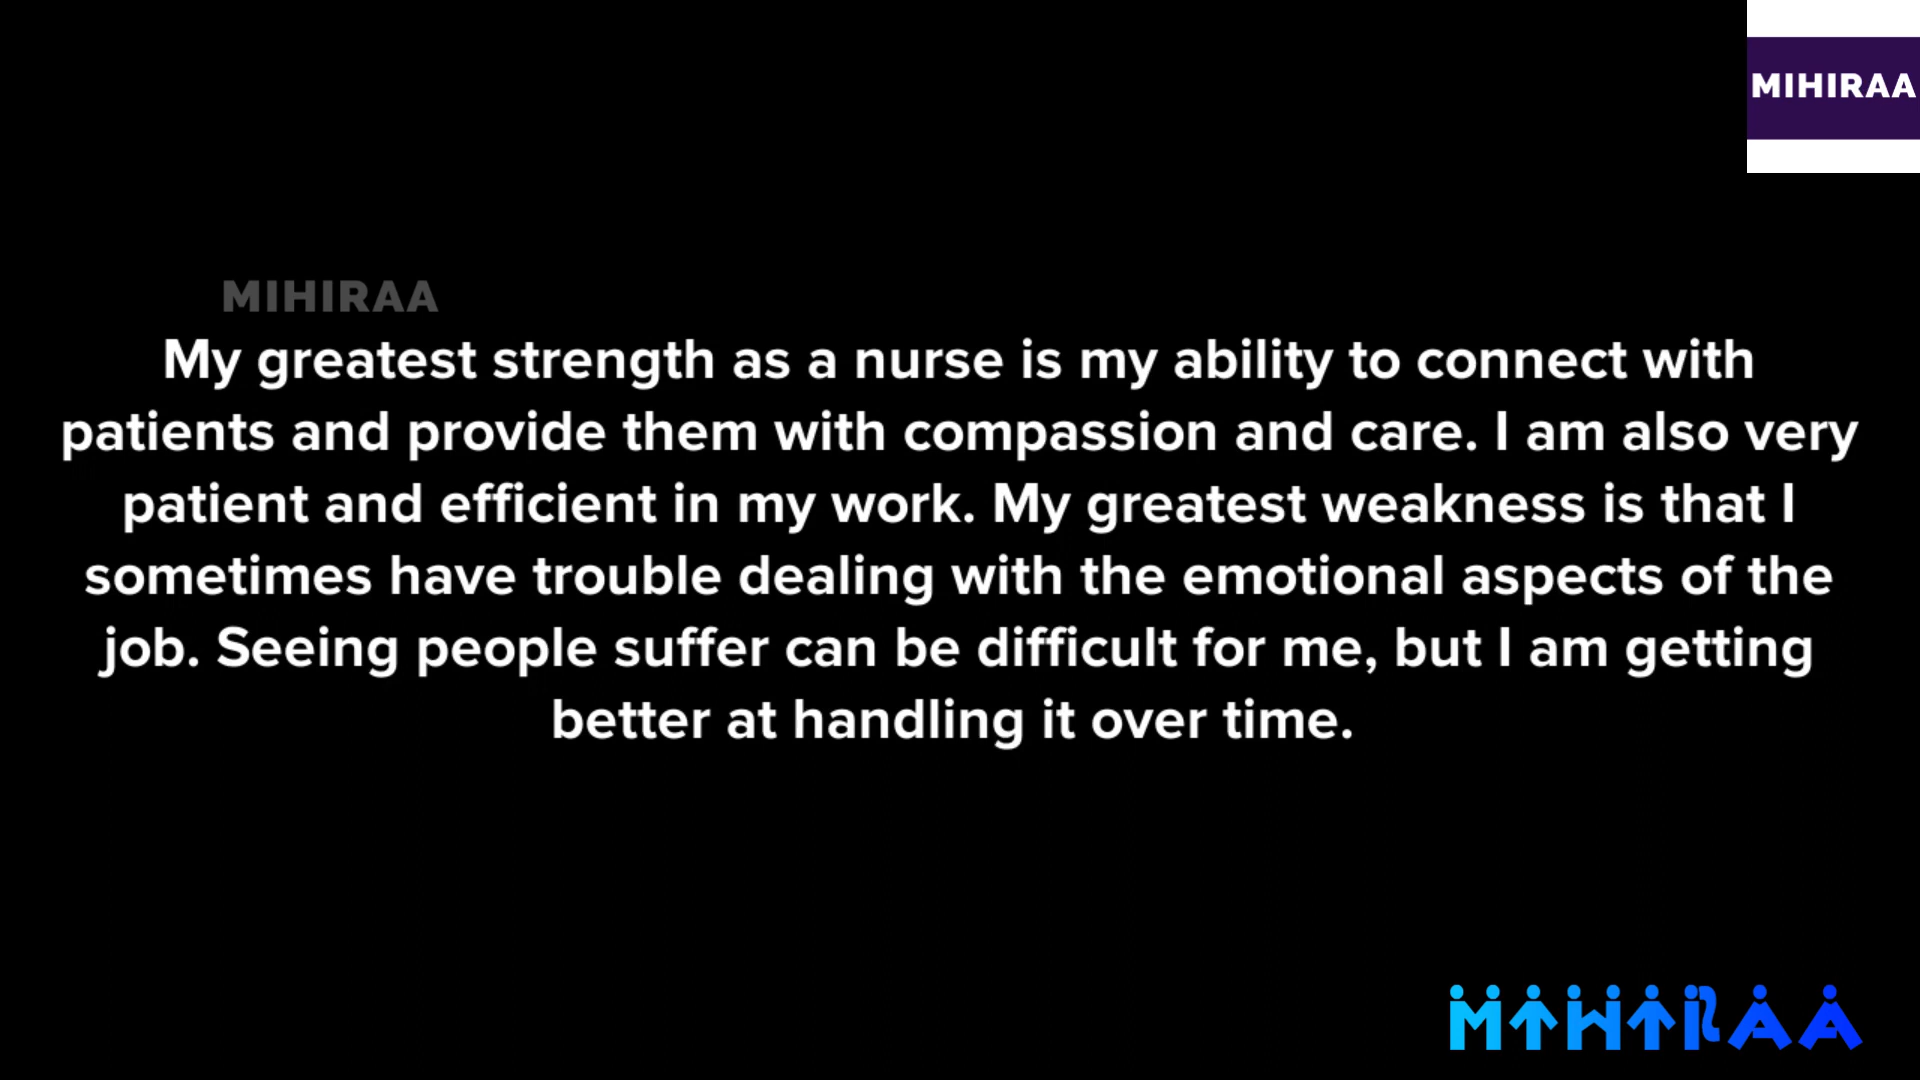 MIHIRAA
MIHIRAA
My greatest strength as a nurse is my ability to connect with
patients and provide them with compassion and care. I am also very
patient and efficient in my work. My greatest weakness is that I
sometimes have trouble dealing with the emotional aspects of the
job. Seeing people suffer can be difficult for me, but I am getting
better at handling it over time.
MIHIRAA